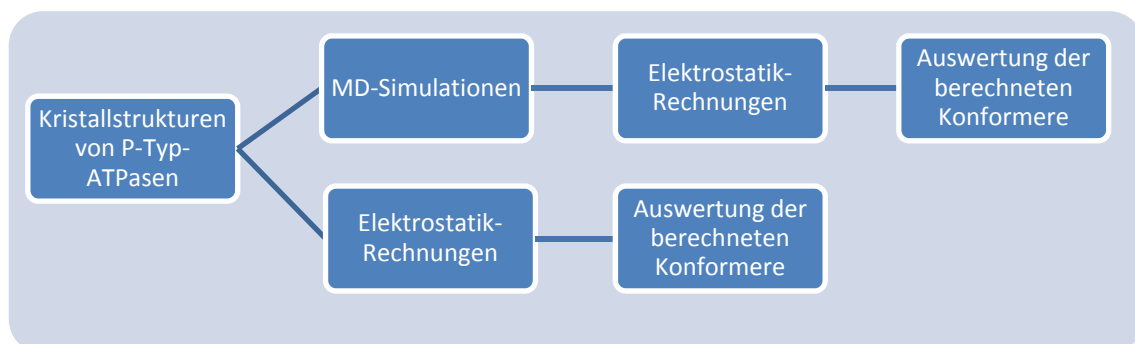 Kristallstrukturen
von P-Typ-
ATPasen
MD-Simulationen
Elektrostatik-
Rechnungen
Auswertung der
berechneten
Konformere
Elektrostatik-
Rechnungen
Auswertung der
berechneten
Konformere